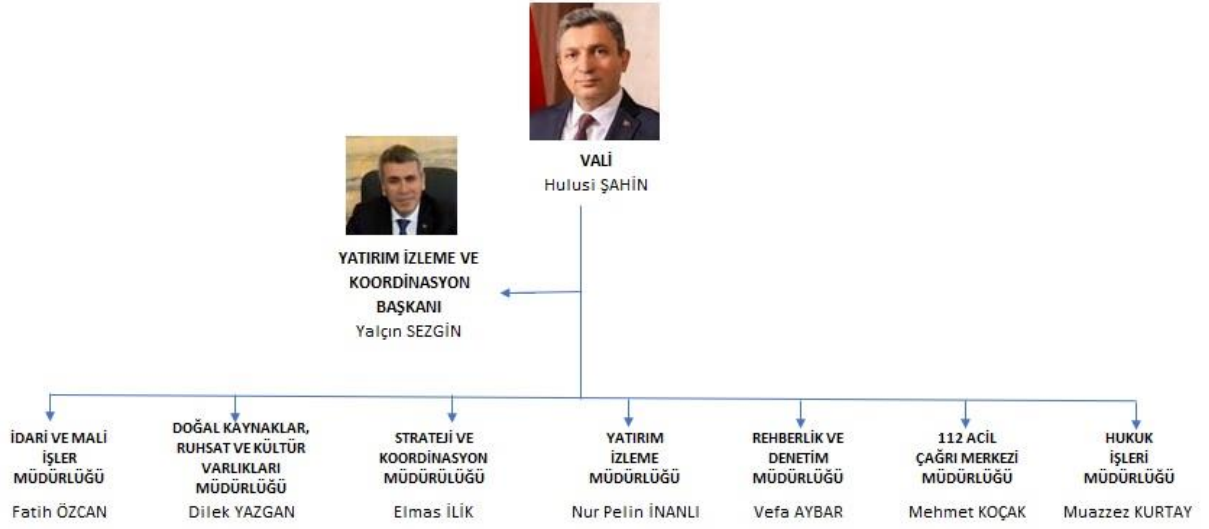 VALİ
Hulusi ŞAHİN
YATIRIM İZLEME VE
KOORDİNASYON
BAŞKANI
Yalçın SEZGİN
İDARİ VE MALİ
İŞLER
MÜDÜRLÜĞÜ
Fatih ÖZCAN
DOĞAL KAYNAKLAR,
RUHSAT VE KÜLTÜR
VARLIKLARI
MÜDÜRLÜĞÜ
Dilek YAZGAN
STRATEJİ VE
KOORDİNASYON
MÜDÜRÜLÜĞÜ
Elmas İLİK
YATIRIM
İZLEME
MÜDÜRLÜĞÜ
Nur Pelin İNANLI
REHBERLİK VE
DENETİM
MÜDÜRLÜĞÜ
Vefa AYBAR
112 ACİL
ÇAĞRI MERKEZİ
MÜDÜRLÜĞÜ
Mehmet KOÇAK
HUKUK
İŞLERİ
MÜDÜRLÜĞÜ
Muazzez KURTAY